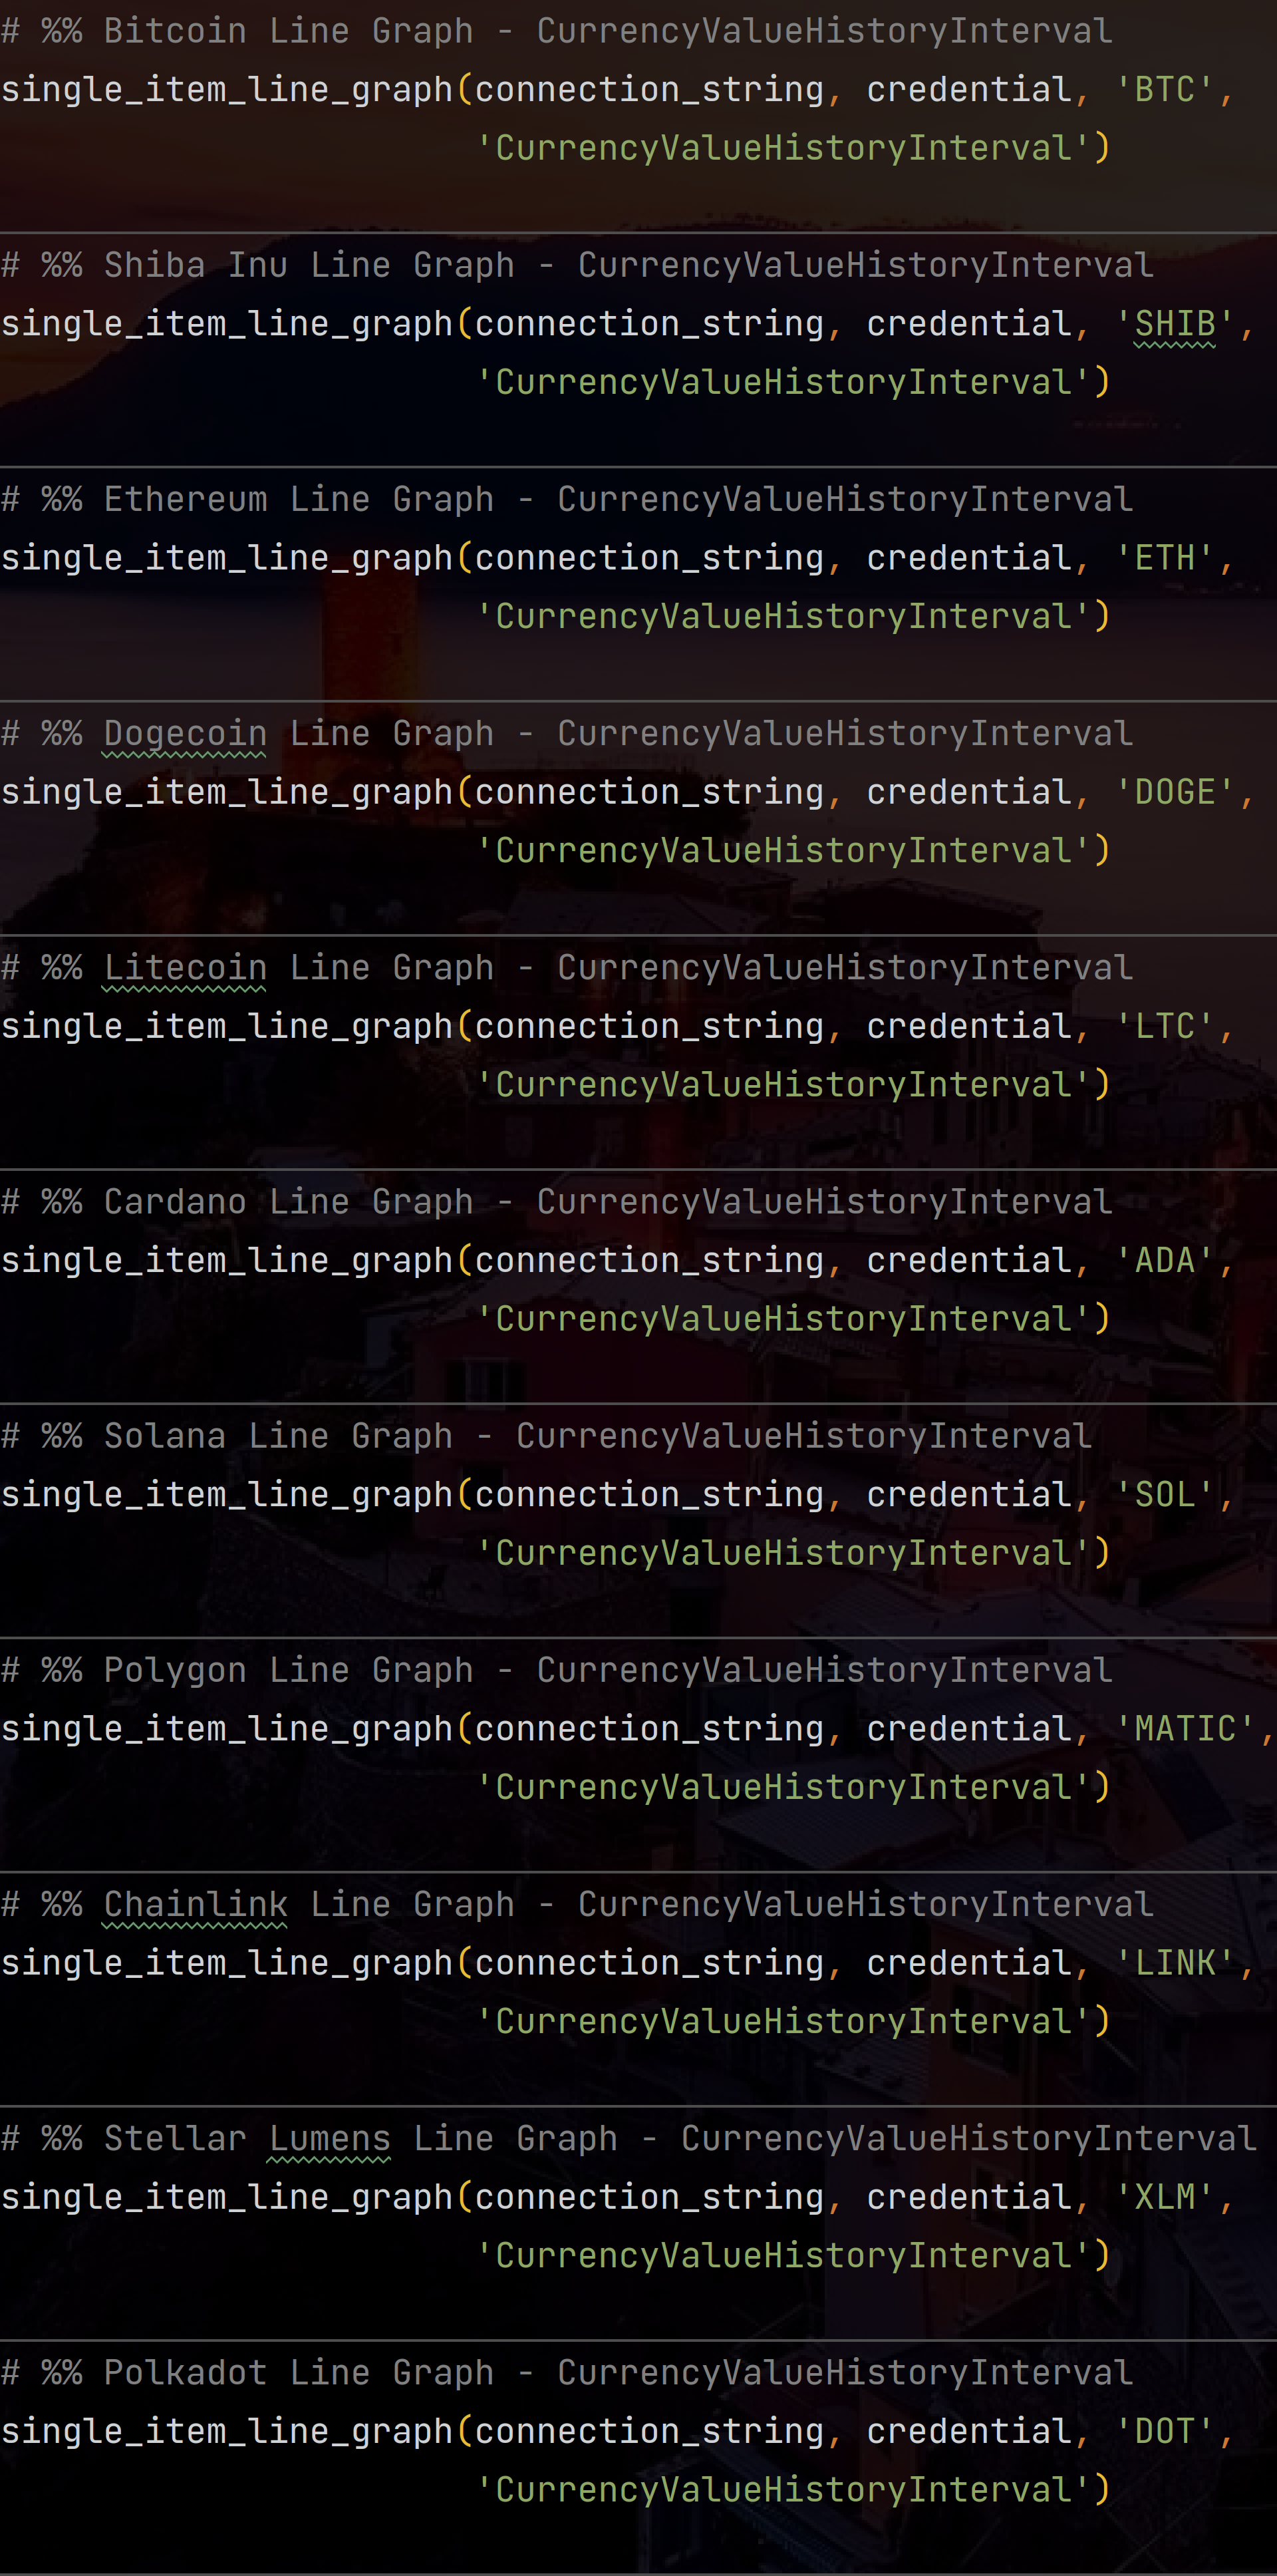 # %% Bitcoin Line Graph - CurrencyValueHistoryInterval
single_item_line_graph(connection_string, credential, 'BTC',
                       'CurrencyValueHistoryInterval')
# %% Shiba Inu Line Graph - CurrencyValueHistoryInterval
single_item_line_graph(connection_string, credential, 'SHIB',
                       'CurrencyValueHistoryInterval')
# %% Ethereum Line Graph - CurrencyValueHistoryInterval
single_item_line_graph(connection_string, credential, 'ETH',
                       'CurrencyValueHistoryInterval')
# %% Dogecoin Line Graph - CurrencyValueHistoryInterval
single_item_line_graph(connection_string, credential, 'DOGE',
                       'CurrencyValueHistoryInterval')
# %% Litecoin Line Graph - CurrencyValueHistoryInterval
single_item_line_graph(connection_string, credential, 'LTC',
                       'CurrencyValueHistoryInterval')
# %% Cardano Line Graph - CurrencyValueHistoryInterval
single_item_line_graph(connection_string, credential, 'ADA',
                       'CurrencyValueHistoryInterval')
# %% Solana Line Graph - CurrencyValueHistoryInterval
single_item_line_graph(connection_string, credential, 'SOL',
                       'CurrencyValueHistoryInterval')
# %% Polygon Line Graph - CurrencyValueHistoryInterval
single_item_line_graph(connection_string, credential, 'MATIC',
                       'CurrencyValueHistoryInterval')
# %% Chainlink Line Graph - CurrencyValueHistoryInterval
single_item_line_graph(connection_string, credential, 'LINK',
                       'CurrencyValueHistoryInterval')
# %% Stellar Lumens Line Graph - CurrencyValueHistoryInterval
single_item_line_graph(connection_string, credential, 'XLM',
                       'CurrencyValueHistoryInterval')
# %% Polkadot Line Graph - CurrencyValueHistoryInterval
single_item_line_graph(connection_string, credential, 'DOT',
                       'CurrencyValueHistoryInterval')